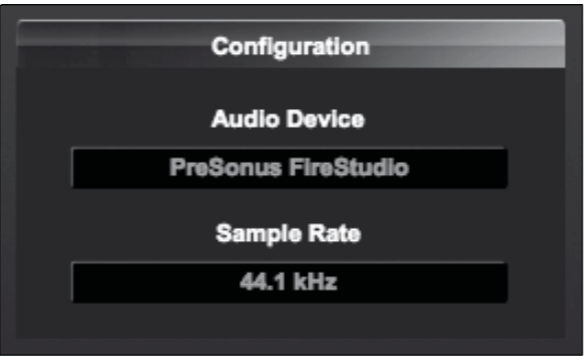 Configuration
Audio Device
PreSonus FireStudio
Sample Rate
44.1 kHz